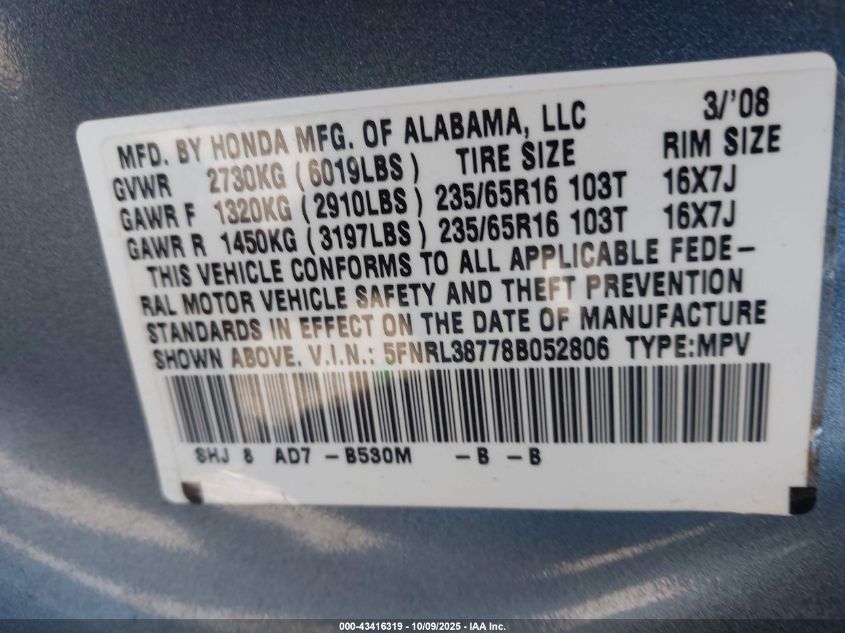 3/'08
MFD. BY HONDA MFG. OF ALABAMA, LLC
GVWR 2730KG (6019LBS) TIRE SIZE RIM SIZE
GAWR F 1320KG (2910LBS) 235/65R16 103T 16X7J
GAWR R 1450KG (3197LBS) 235/65R16 103T 16X7J
THIS VEHICLE CONFORMS TO ALL APPLICABLE FEDE-
RAL MOTOR VEHICLE SAFETY AND THEFT PREVENTION
STANDARDS IN EFFECT ON THE DATE OF MANUFACTURE
SHOWN ABOVE. V.I.N.: 5FNRL38778B052806 TYPE:MPV
SHJ 8 AD7 -B530M -B -B
000-43416319 - 10/09/2025 - IAA Inc.